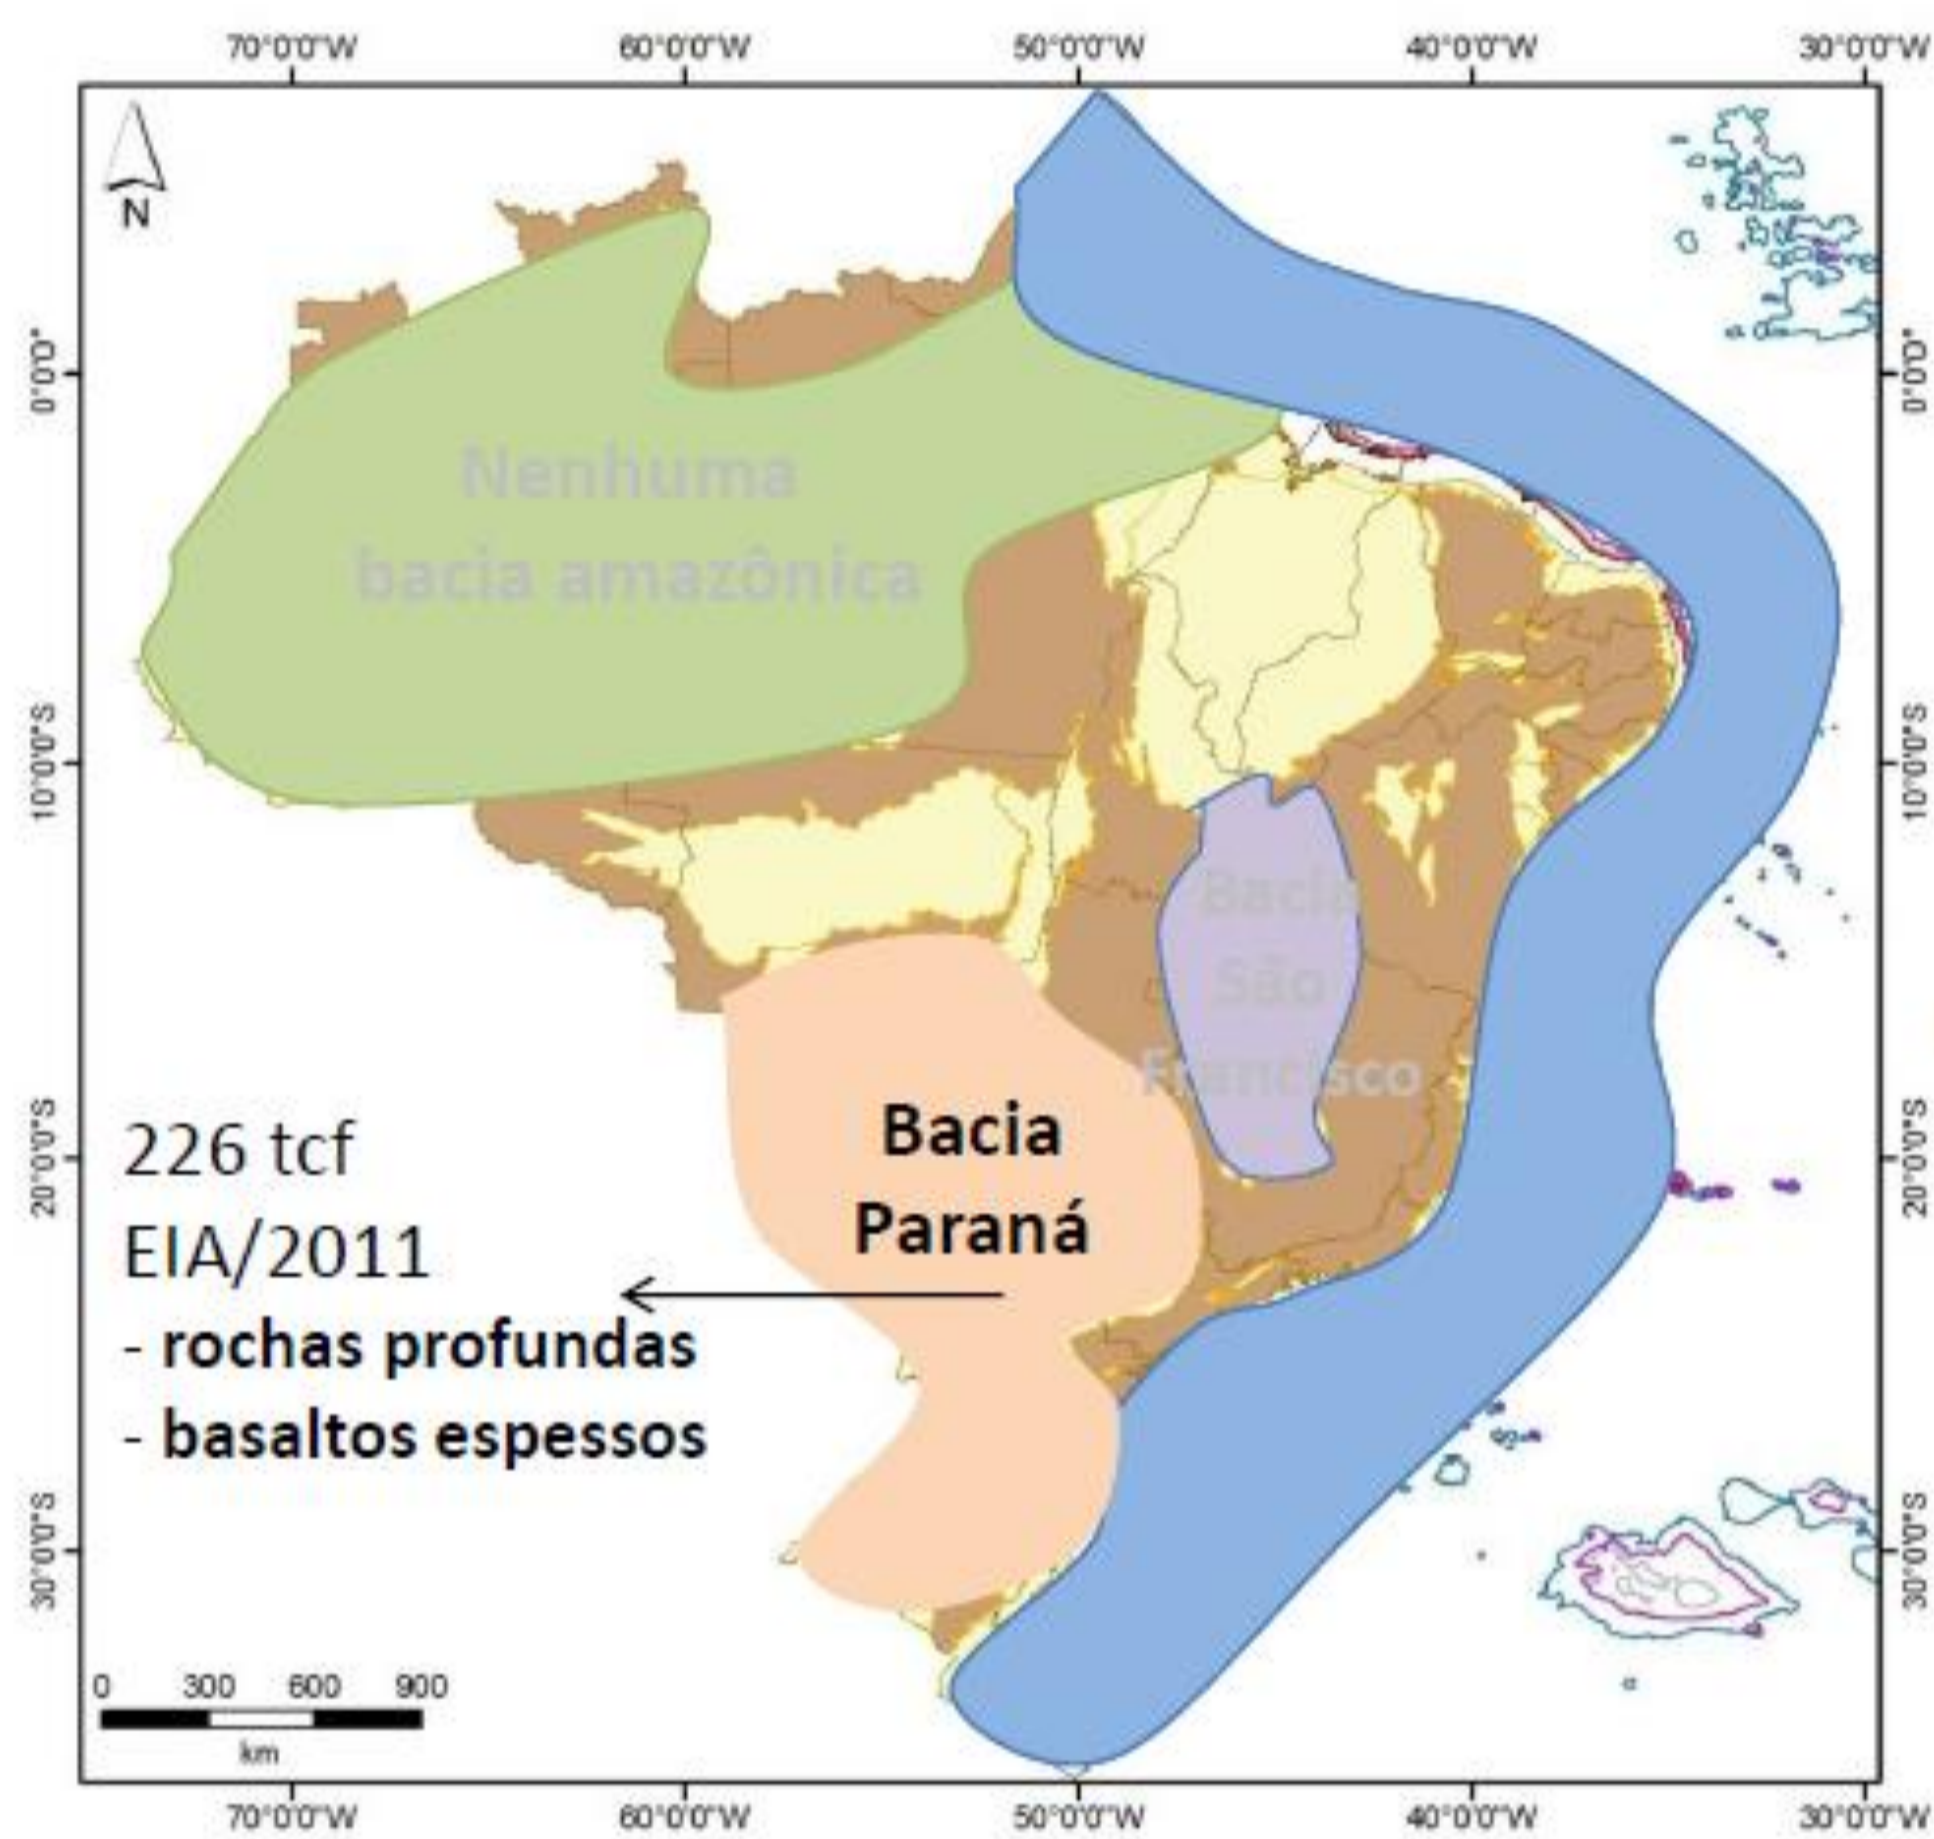 70°0'0"W 60°0'0"W 50°0'0"W 40°0'0"W 30°0'0"W
N
0°0'0"
0°0'0"
Nenhuma
bacia amazônica
10°0'0"S
10°0'0"S
Bacia
São
Francisco
Bacia
Paraná
20°0'0"S
20°0'0"S
226 tcf
EIA/2011
- rochas profundas
- basaltos espessos
30°0'0"S
30°0'0"S
0 300 600 900
km
70°0'0"W 60°0'0"W 50°0'0"W 40°0'0"W 30°0'0"W